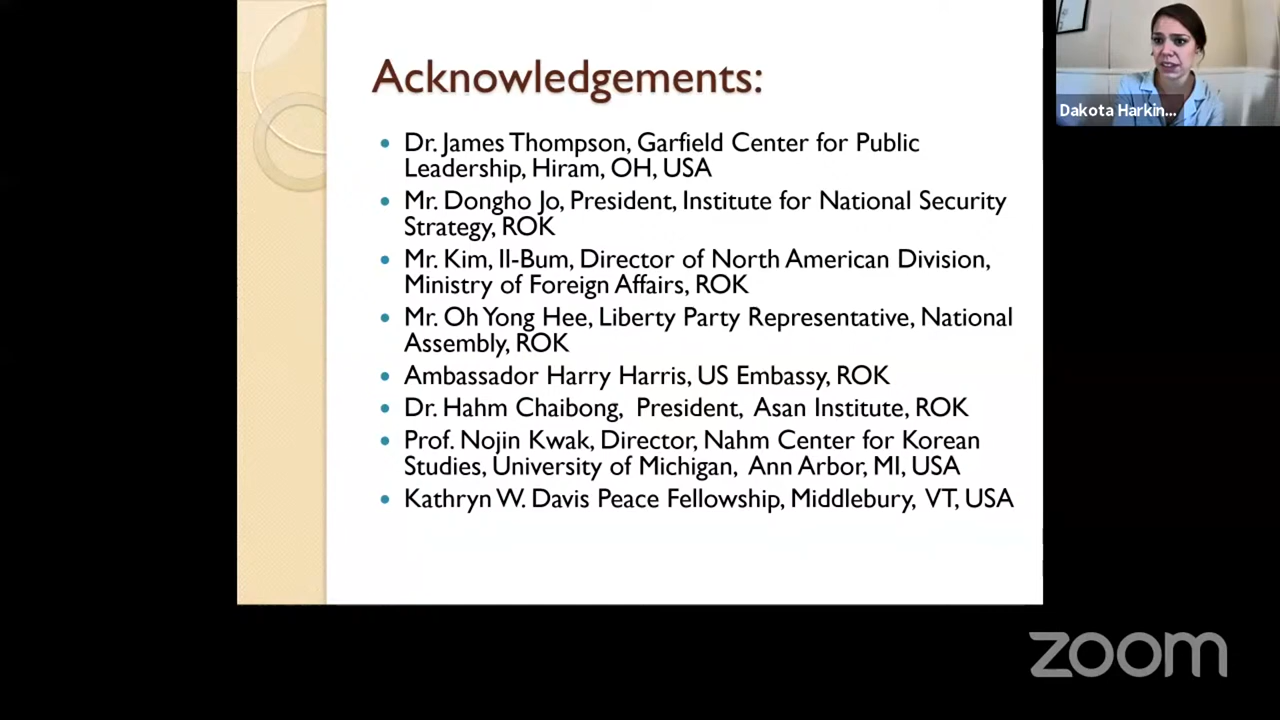 Acknowledgements:
Dakota Harkin...
• Dr. James Thompson, Garfield Center for Public
Leadership, Hiram, OH, USA
• Mr. Dongho Jo, President, Institute for National Security
Strategy, ROK
• Mr. Kim, Il-Bum, Director of North American Division,
Ministry of Foreign Affairs, ROK
• Mr. Oh Yong Hee, Liberty Party Representative, National
Assembly, ROK
• Ambassador Harry Harris, US Embassy, ROK
• Dr. Hahm Chaibong, President, Asan Institute, ROK
• Prof. Nojin Kwak, Director, Nahm Center for Korean
Studies, University of Michigan, Ann Arbor, MI, USA
• Kathryn W. Davis Peace Fellowship, Middlebury, VT, USA
zoom